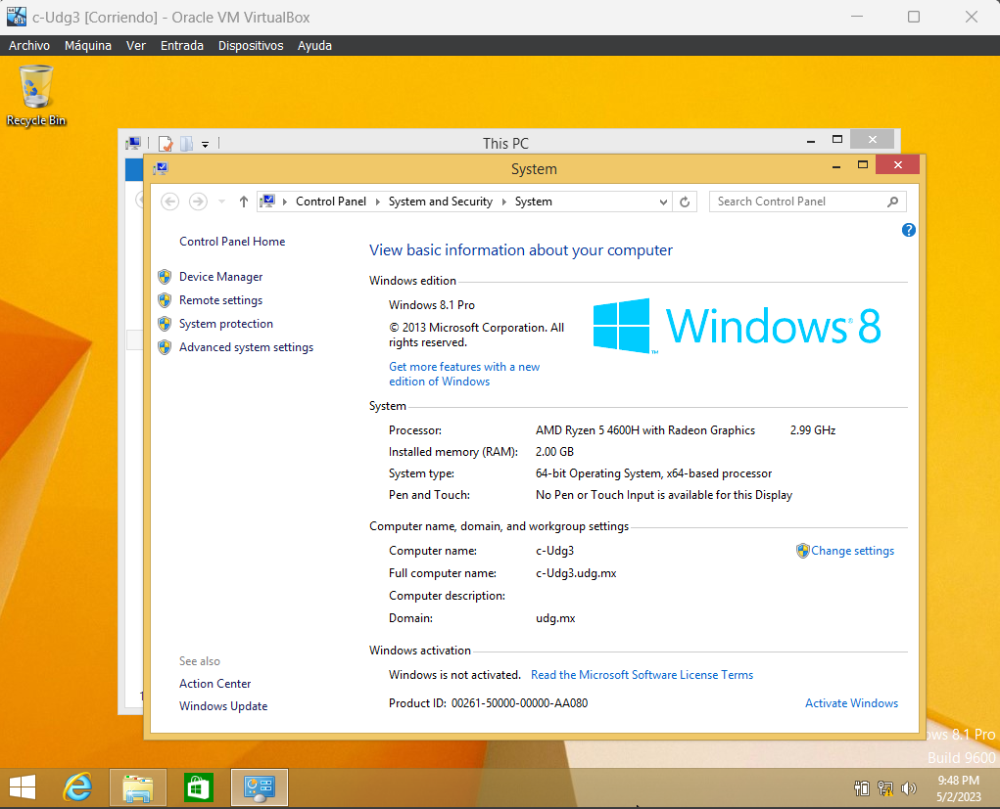 c-Udg3 [Corriendo] - Oracle VM VirtualBox
Archivo Máquina Ver Entrada Dispositivos Ayuda
Recycle Bin
This PC
System
Control Panel System and Security System
Search Control Panel
Control Panel Home
Device Manager
Remote settings
System protection
Advanced system settings
See also
Action Center
Windows Update
View basic information about your computer
Windows edition
Windows 8.1 Pro
© 2013 Microsoft Corporation. All
rights reserved.
Get more features with a new
edition of Windows
Windows® 8
System
Processor: AMD Ryzen 5 4600H with Radeon Graphics 2.99 GHz
Installed memory (RAM): 2.00 GB
System type: 64-bit Operating System, x64-based processor
Pen and Touch: No Pen or Touch Input is available for this Display
Computer name, domain, and workgroup settings
Computer name: c-Udg3 Change settings
Full computer name: c-Udg3.udg.mx
Computer description:
Domain: udg.mx
Windows activation
Windows is not activated. Read the Microsoft Software License Terms
Product ID: 00261-50000-00000-AA080 Activate Windows
8.1 Pro
Build 9600
9:48 PM
5/2/2023